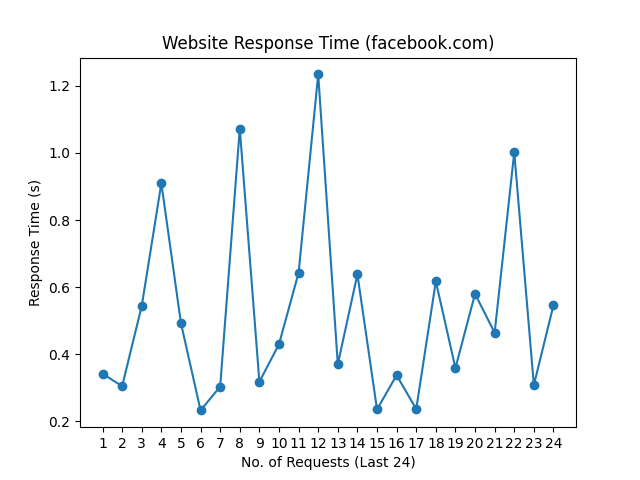 Website Response Time (facebook.com)
Response Time (s)
1.2
1.0
0.8
0.6
0.4
0.2
1 2 3 4 5 6 7 8 9 10 11 12 13 14 15 16 17 18 19 20 21 22 23 24
No. of Requests (Last 24)